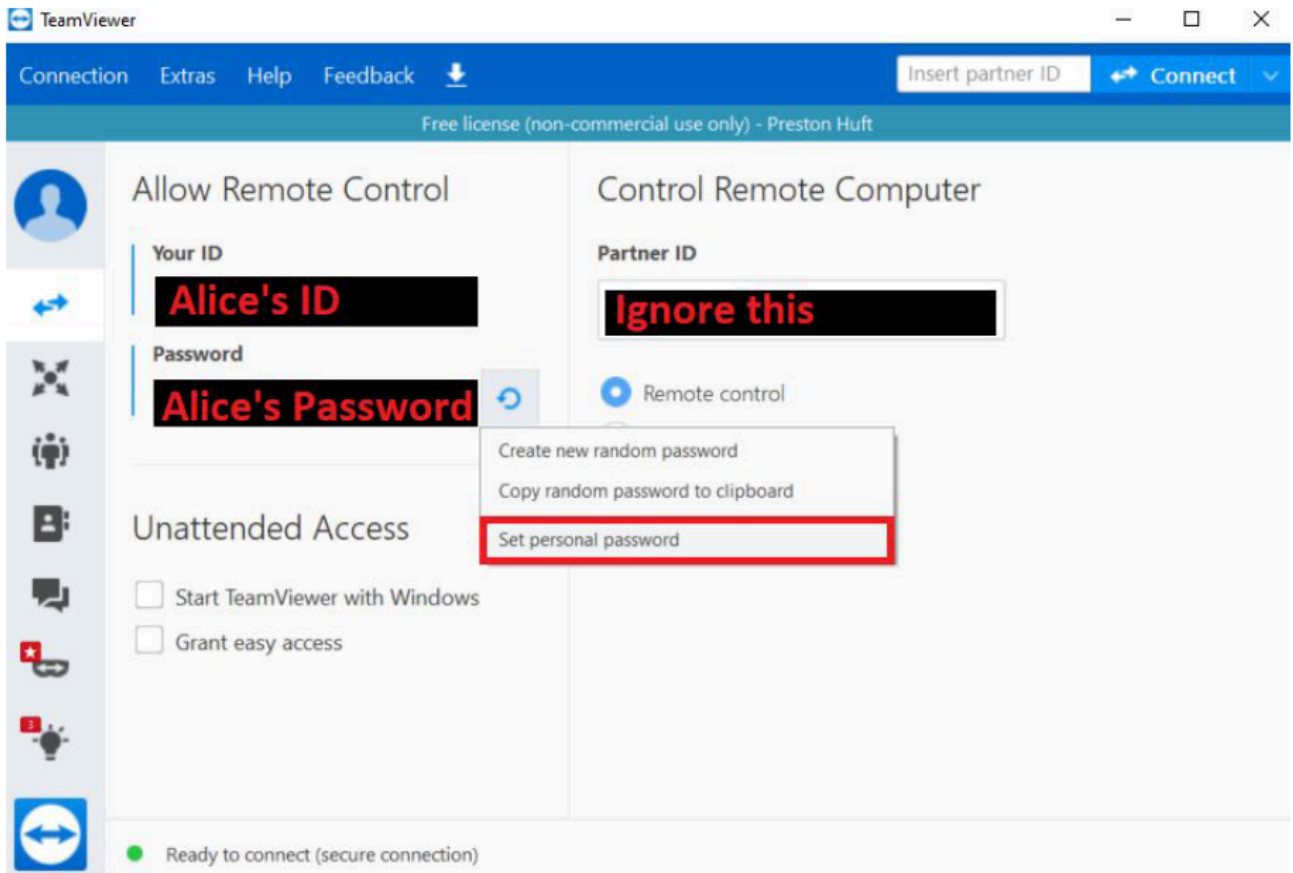 TeamViewer
Connection Extras Help Feedback Insert partner ID Connect
Free license (non-commercial use only) - Preston Huft
Allow Remote Control
Your ID
Alice's ID
Password
Alice's Password
Create new random password
Copy random password to clipboard
Set personal password
Unattended Access
Start TeamViewer with Windows
Grant easy access
Control Remote Computer
Partner ID
Ignore this
Remote control
3
Ready to connect (secure connection)